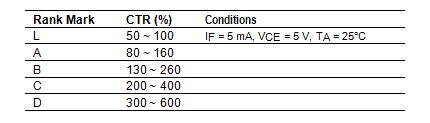 Rank Mark CTR (%) Conditions
L 50 ~ 100 IF = 5 mA, VCE = 5 V, TA = 25°C
A 80 ~ 160
B 130 ~ 260
C 200 ~ 400
D 300 ~ 600